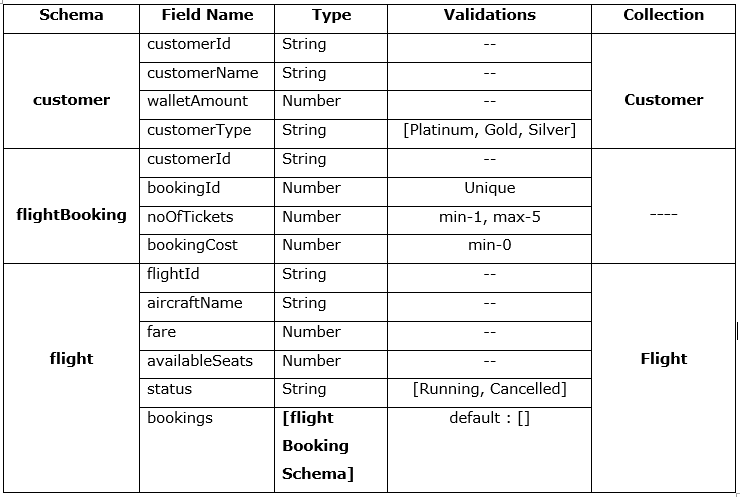 Schema Field Name Type Validations Collection
customerId String --
customerName String --
customer walletAmount Number -- Customer
customerType String [Platinum, Gold, Silver]
customerId String --
bookingId Number Unique
flightBooking noOfTickets Number min-1, max-5 ----
bookingCost Number min-0
flightId String --
aircraftName String --
fare Number --
flight availableSeats Number -- Flight
status String [Running, Cancelled]
bookings [flight default : []
Booking
Schema]